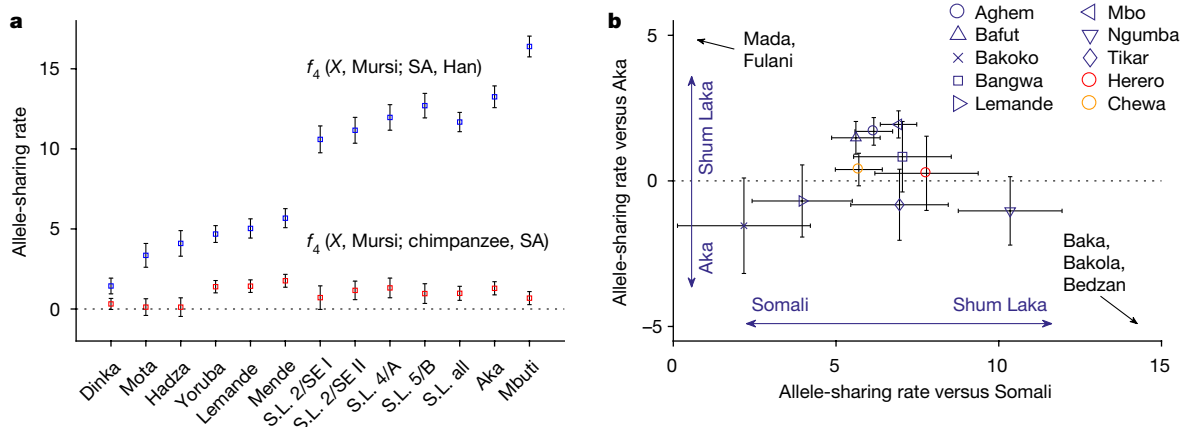 a
Allele-sharing rate
15
10
5
0
f4 (X, Mursi; SA, Han)
f4 (X, Mursi; chimpanzee, SA)
Dinka
Mota
Hadza
Yoruba
Lemande
Mende
S.L. 2/SE I
S.L. 2/SE II
S.L. 4/A
S.L. 5/B
S.L. all
Aka
Mbuti
b
Allele-sharing rate versus Aka
5
0
−5
Mada,
Fulani
Shum Laka
Aka
Somali
Shum Laka
Baka,
Bakola,
Bedzan
Aghem
Bafut
Bakoko
Bangwa
Lemande
Mbo
Ngumba
Tikar
Herero
Chewa
0
5
10
15
Allele-sharing rate versus Somali